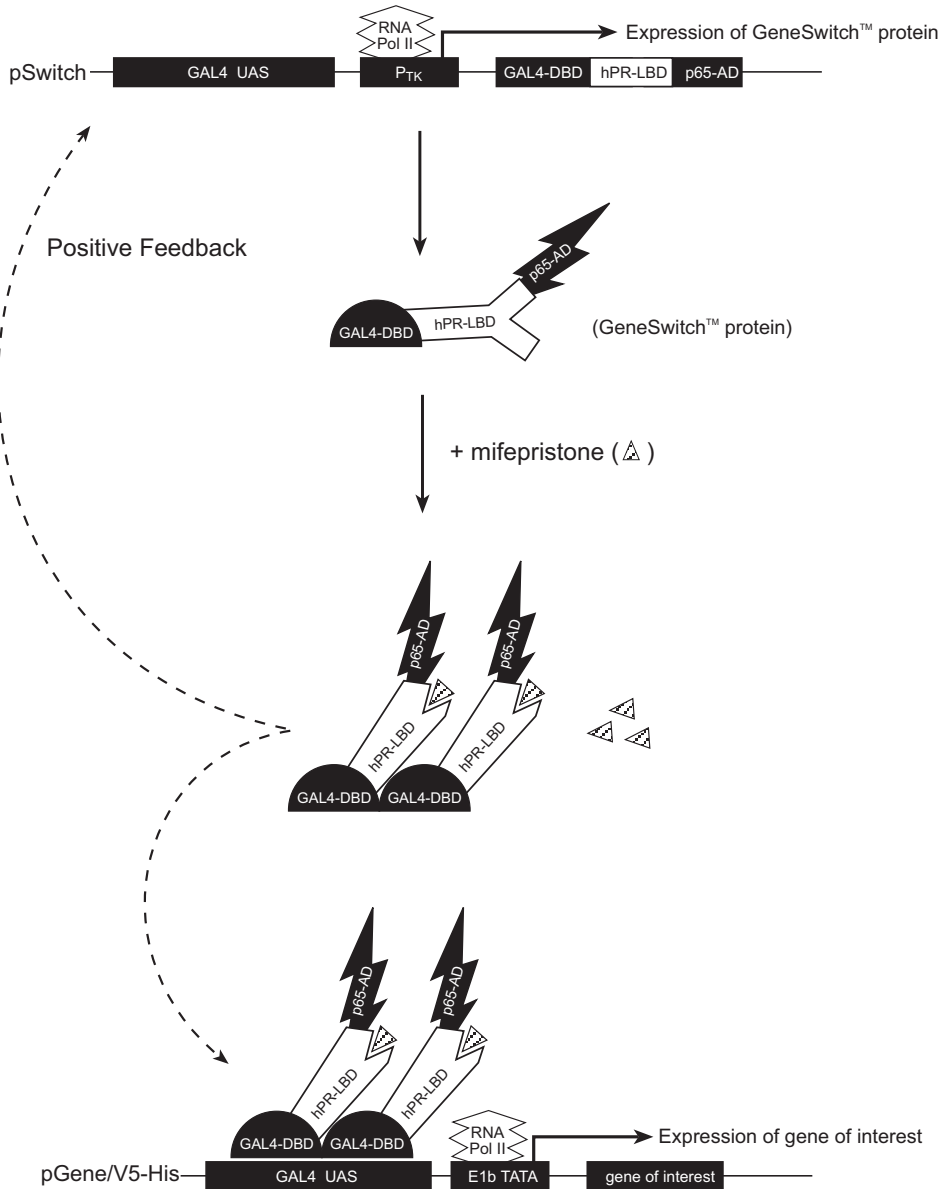 RNA
Pol II
Expression of GeneSwitch™ protein
pSwitch
GAL4 UAS
PTK
GAL4-DBD
hPR-LBD
p65-AD
Positive Feedback
p65-AD
GAL4-DBD
hPR-LBD
(GeneSwitch™ protein)
+ mifepristone ( )
p65-AD
p65-AD
hPR-LBD
hPR-LBD
GAL4-DBD
GAL4-DBD
p65-AD
p65-AD
hPR-LBD
hPR-LBD
GAL4-DBD
GAL4-DBD
RNA
Pol II
Expression of gene of interest
pGene/V5-His
GAL4 UAS
E1b TATA
gene of interest